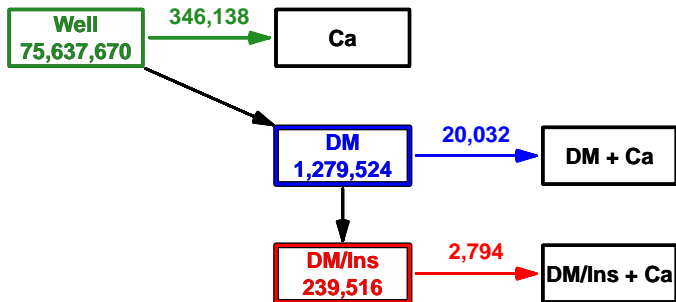 Well
75,637,670
346,138
Ca
DM
1,279,524
20,032
DM + Ca
DM/Ins
239,516
2,794
DM/Ins + Ca